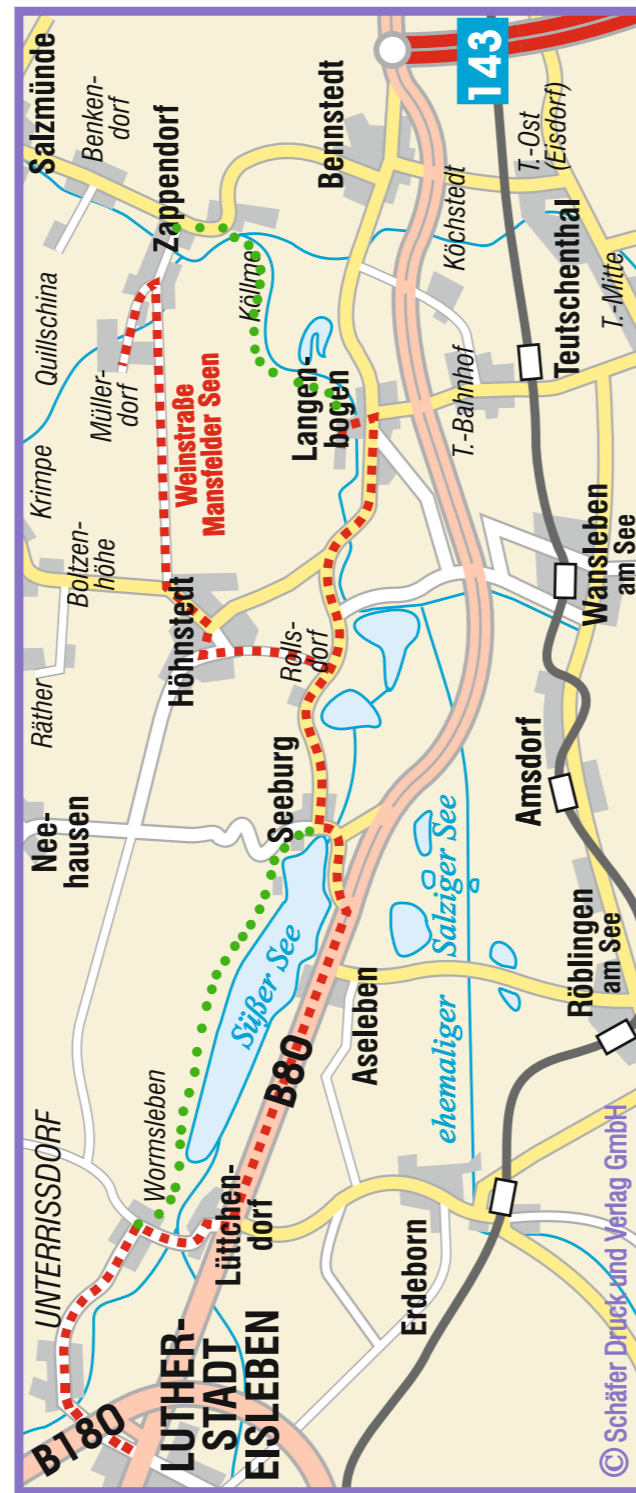 Salzmünde
Benken-
dorf
Zappendorf
Quillschina
Müller-
dorf
Krimpe
Boltzen-
höhe
Räther
Höhnstedt
Weinstraße
Mansfelder Seen
Köllme
Langen-
bogen
Bennstedt
143
T.-Ost
(Eisdorf)
Köchstedt
T.-Bahnhof
Teutschenthal
T.-Mitte
Wansleben
am See
Rolls-
dorf
Seeburg
Nee-
hausen
Süßer See
Amsdorf
ehemaliger Salziger See
Röblingen
am See
Aseleben
B80
Wormsleben
UNTERRISSDORF
Lüttchen-
dorf
Erdeborn
B180
LUTHER-
STADT
EISLEBEN
© Schäfer Druck und Verlag GmbH